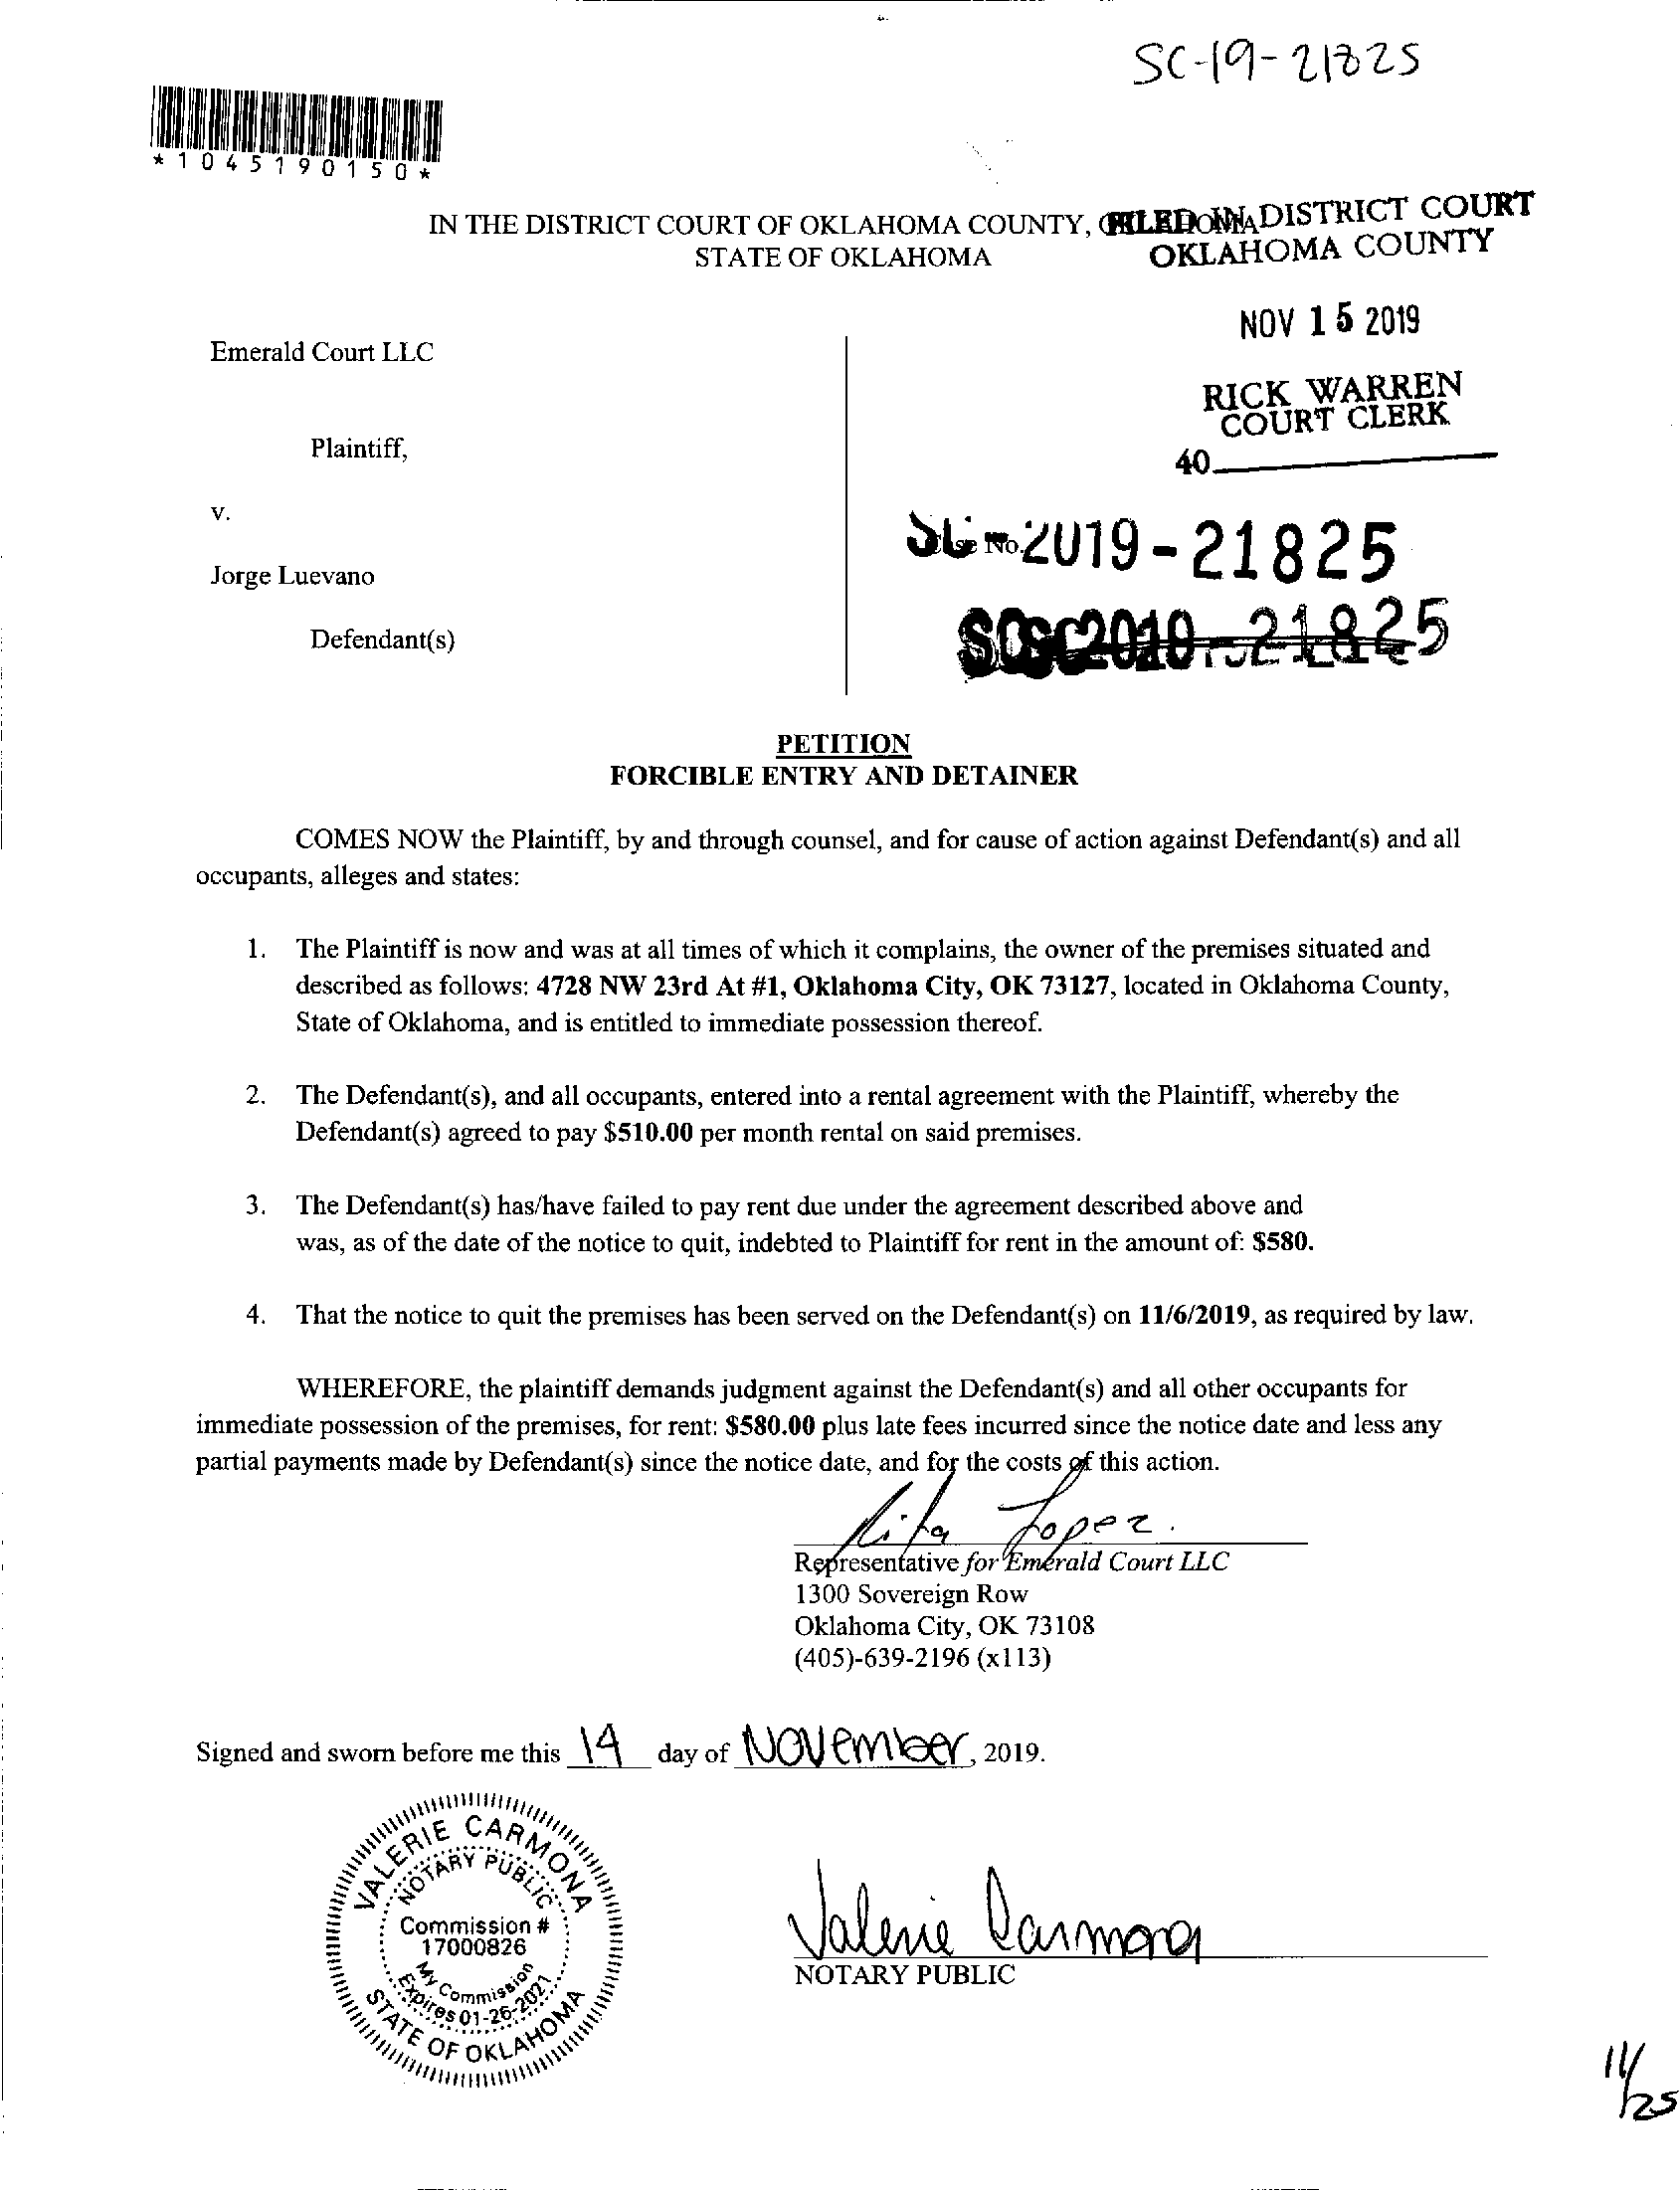 SC-19-21825
*1045190150*
IN THE DISTRICT COURT OF OKLAHOMA COUNTY,
STATE OF OKLAHOMA
FILED IN DISTRICT COURT
OKLAHOMA COUNTY
NOV 15 2019
RICK WARREN
COURT CLERK
40
Emerald Court LLC
Plaintiff,
v.
Jorge Luevano
Defendant(s)
Case No.
SC-2019-21825
PETITION
FORCIBLE ENTRY AND DETAINER
COMES NOW the Plaintiff, by and through counsel, and for cause of action against Defendant(s) and all
occupants, alleges and states:
1. The Plaintiff is now and was at all times of which it complains, the owner of the premises situated and
described as follows: 4728 NW 23rd At #1, Oklahoma City, OK 73127, located in Oklahoma County,
State of Oklahoma, and is entitled to immediate possession thereof.
2. The Defendant(s), and all occupants, entered into a rental agreement with the Plaintiff, whereby the
Defendant(s) agreed to pay $510.00 per month rental on said premises.
3. The Defendant(s) has/have failed to pay rent due under the agreement described above and
was, as of the date of the notice to quit, indebted to Plaintiff for rent in the amount of: $580.
4. That the notice to quit the premises has been served on the Defendant(s) on 11/6/2019, as required by law.
WHEREFORE, the plaintiff demands judgment against the Defendant(s) and all other occupants for
immediate possession of the premises, for rent: $580.00 plus late fees incurred since the notice date and less any
partial payments made by Defendant(s) since the notice date, and for the costs of this action.
Rita Lopez.
Representative for Emerald Court LLC
1300 Sovereign Row
Oklahoma City, OK 73108
(405)-639-2196 (x113)
Signed and sworn before me this 14 day of November, 2019.
VALERIE CARMONA
NOTARY PUBLIC
Commission #
17000826
My Commission
Expires 01-26-2021
STATE OF OKLAHOMA
Valerie Carmona
NOTARY PUBLIC
11/25